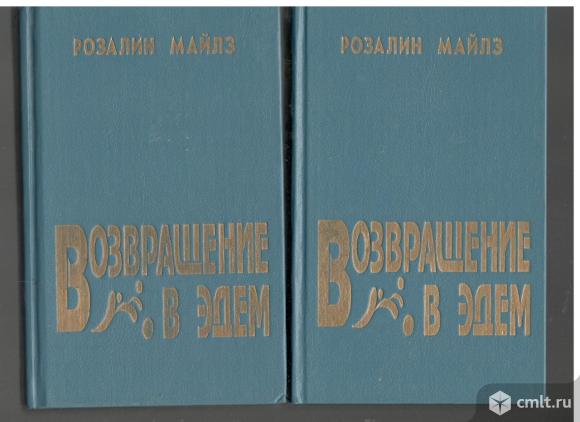 РОЗАЛИН МАЙЛЗ
ВОЗВРАЩЕНИЕ
В ЭДЕМ
РОЗАЛИН МАЙЛЗ
ВОЗВРАЩЕНИЕ
В ЭДЕМ
cmlt.ru